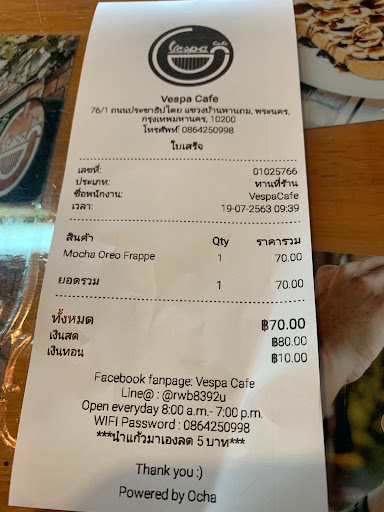 Vespa Cafe
Vespa Cafe
76/1 ถนนประชาธิปไตย แขวงบ้านพานถม, พระนคร,
กรุงเทพมหานคร, 10200
โทรศัพท์: 0864250998
ใบเสร็จ
เลขที่: 01025766
ประเภท: ทานที่ร้าน
ชื่อพนักงาน: VespaCafe
เวลา: 19-07-2563 09:39
สินค้า Qty ราคารวม
Mocha Oreo Frappe 1 70.00
ยอดรวม 1 70.00
ทั้งหมด ฿70.00
เงินสด ฿80.00
เงินทอน ฿10.00
Facebook fanpage: Vespa Cafe
Line@ : @rwb8392u
Open everyday 8:00 a.m.- 7:00 p.m.
WIFI Password : 0864250998
***นำแก้วมาเองลด 5 บาท***
Thank you :)
Powered by Ocha